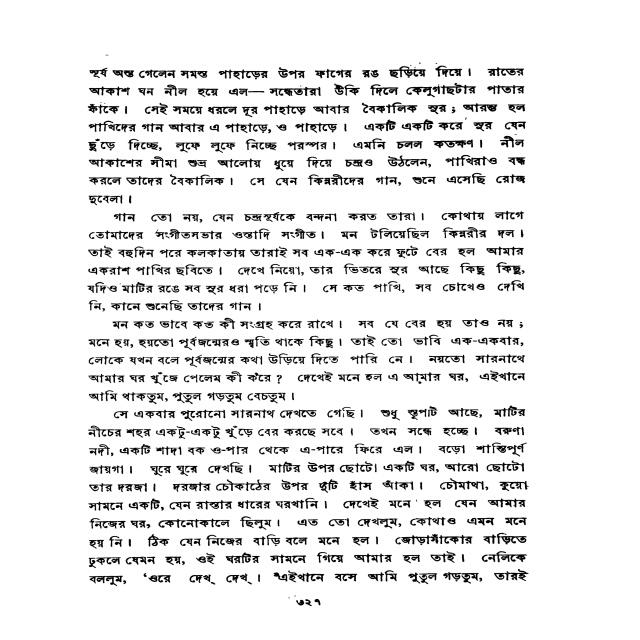 সূর্য অস্ত গেলেন সমস্ত পাহাড়ের উপর ফাগের রঙ ছড়িয়ে দিয়ে। রাতের
আকাশ ঘন নীল হয়ে এল— সন্ধেতারা উঁকি দিলে কেলুগাছটার পাতার
ফাঁকে। সেই সময়ে ধরলে দূর পাহাড়ে আবার বৈকালিক সুর; আরম্ভ হল
পাখিদের গান আবার এ পাহাড়ে, ও পাহাড়ে। একটি একটি করে সুর যেন
ছুঁড়ে দিচ্ছে, লুফে লুফে নিচ্ছে পরস্পর। এমনি চলল কতক্ষণ। নীল
আকাশের সীমা শুভ্র আলোয় ধুয়ে দিয়ে চন্দ্রও উঠলেন, পাখিরাও বন্ধ
করলে তাদের বৈকালিক। সে যেন কিন্নরীদের গান, শুনে এসেছি রোজ
দুবেলা।
গান তো নয়, যেন চন্দ্রসূর্যকে বন্দনা করত তারা। কোথায় লাগে
তোমাদের সংগীতসভার ওস্তাদি সংগীত। মন টলিয়েছিল কিন্নরীর দল।
তাই বহুদিন পরে কলকাতায় তারাই সব এক-এক করে ফুটে বের হল আমার
একরাশ পাখির ছবিতে। দেখে নিয়ো, তার ভিতরে সুর আছে কিছু কিছু,
যদিও মাটির রঙে সব সুর ধরা পড়ে নি। সে কত পাখি, সব চোখেও দেখি
নি, কানে শুনেছি তাদের গান।
মন কত ভাবে কত কী সংগ্রহ করে রাখে। সব যে বের হয় তাও নয়;
মনে হয়, হয়তো পূর্বজন্মেরও স্মৃতি থাকে কিছু। তাই তো ভাবি এক-একবার,
লোকে যখন বলে পূর্বজন্মের কথা উড়িয়ে দিতে পারি নে। নয়তো সারনাথে
আমার ঘর খুঁজে পেলেম কী করে? দেখেই মনে হল এ আমার ঘর, এইখানে
আমি থাকতুম, পুতুল গড়তুম বেচতুম।
সে একবার পুরোনো সারনাথ দেখতে গেছি। শুধু স্তূপটি আছে, মাটির
নীচের শহর একটু-একটু খুঁড়ে বের করছে সবে। তখন সন্ধে হচ্ছে। বরুণা
নদী, একটি শাদা বক ও-পার থেকে এ-পারে ফিরে এল। বড়ো শান্তিপূর্ণ
জায়গা। ঘুরে ঘুরে দেখছি। মাটির উপর ছোটো একটি ঘর, আরো ছোটো
তার দরজা। দরজার চৌকাঠের উপর দুটি হাঁস আঁকা। চৌমাথা, কুয়ো
সামনে একটি, যেন রাস্তার ধারের ঘরখানি। দেখেই মনে হল যেন আমার
নিজের ঘর, কোনোকালে ছিলুম। এত তো দেখলুম, কোথাও এমন মনে
হয় নি। ঠিক যেন নিজের বাড়ি বলে মনে হল। জোড়াসাঁকোর বাড়িতে
ঢুকলে যেমন হয়, ওই ঘরটির সামনে গিয়ে আমার হল তাই। নেলিকে
বললুম, 'ওরে দেখ্ দেখ্। এইখানে বসে আমি পুতুল গড়তুম, তারই
৩২৭